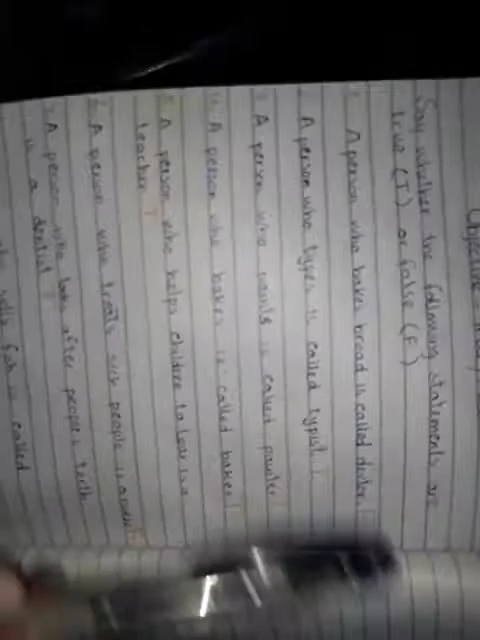 Objective
Say whether the following statements are
true (T) or false (F)
A person who bakes bread is called
A person who types is called typist
A person who paints is called painter
A person who bakes is called baker
A person who helps children to learn is a
teacher
A person who treats sick people is
A person who looks after people teeth
is a dentist
sells fish is called